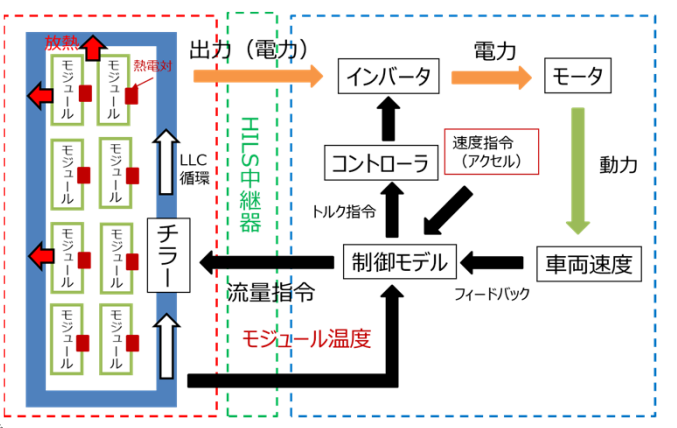 放熱
熱電対
モジュール
モジュール
モジュール
モジュール
モジュール
モジュール
モジュール
モジュール
LLC
循環
チラー
出力（電力）
HILS中継器
インバータ
電力
モータ
コントローラ
速度指令
（アクセル）
動力
トルク指令
制御モデル
車両速度
流量指令
フィードバック
モジュール温度